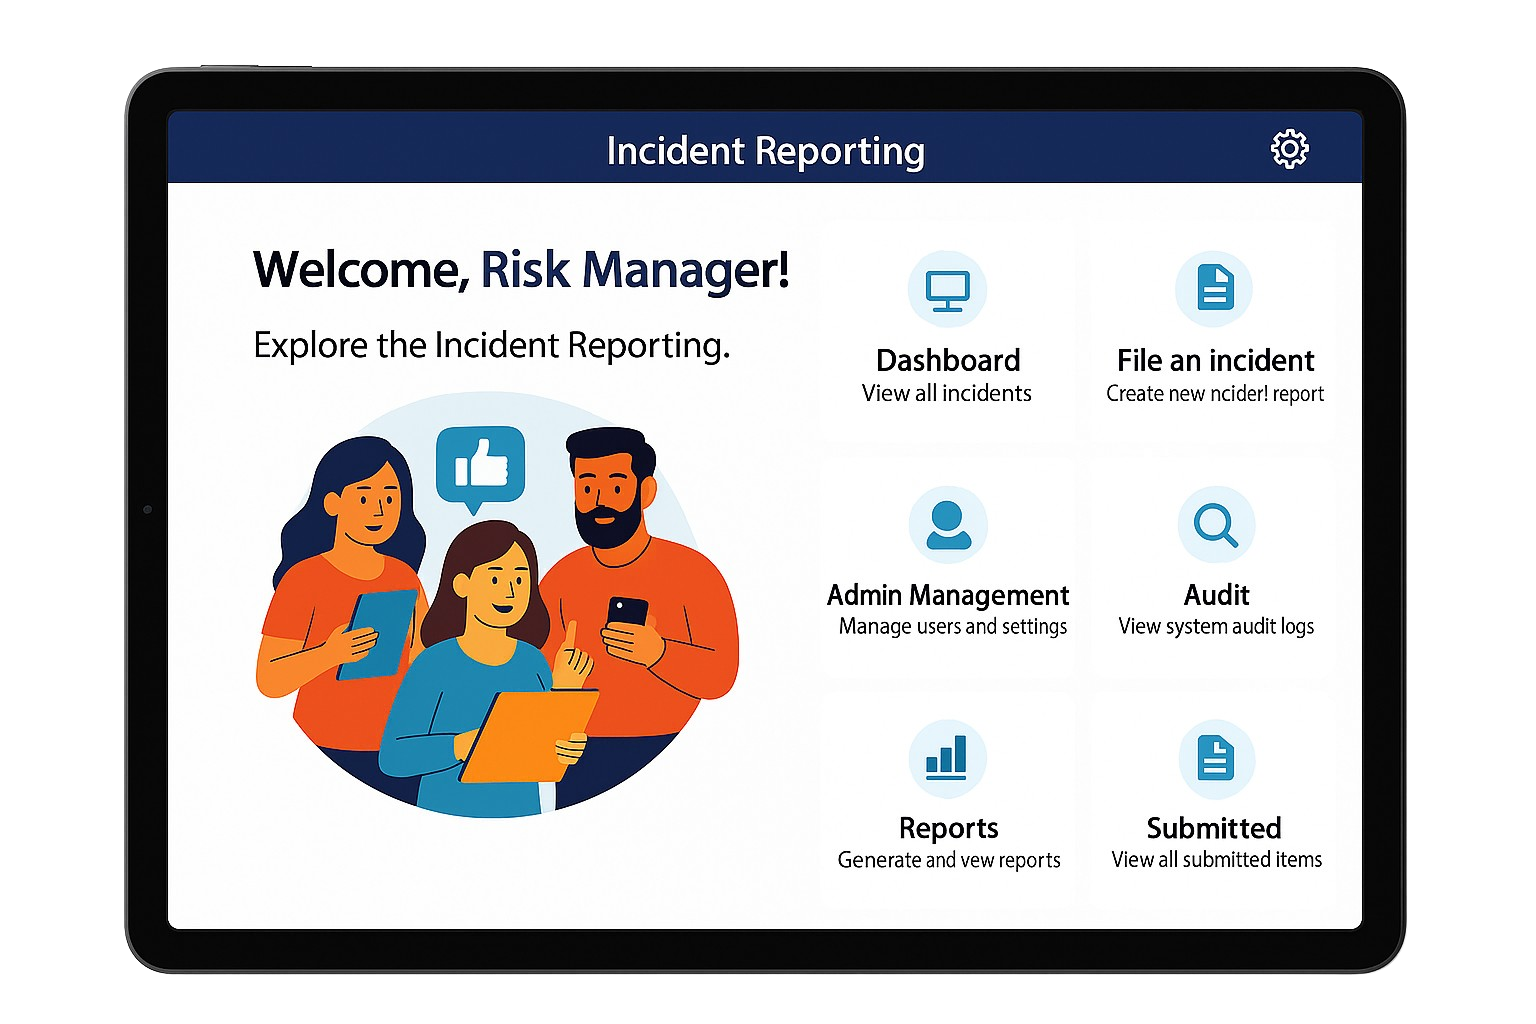 Incident Reporting
Welcome, Risk Manager!
Explore the Incident Reporting.
Dashboard
View all incidents
File an incident
Create new ncider! report
Admin Management
Manage users and settings
Audit
View system audit logs
Reports
Generate and vew reports
Submitted
View all submitted items